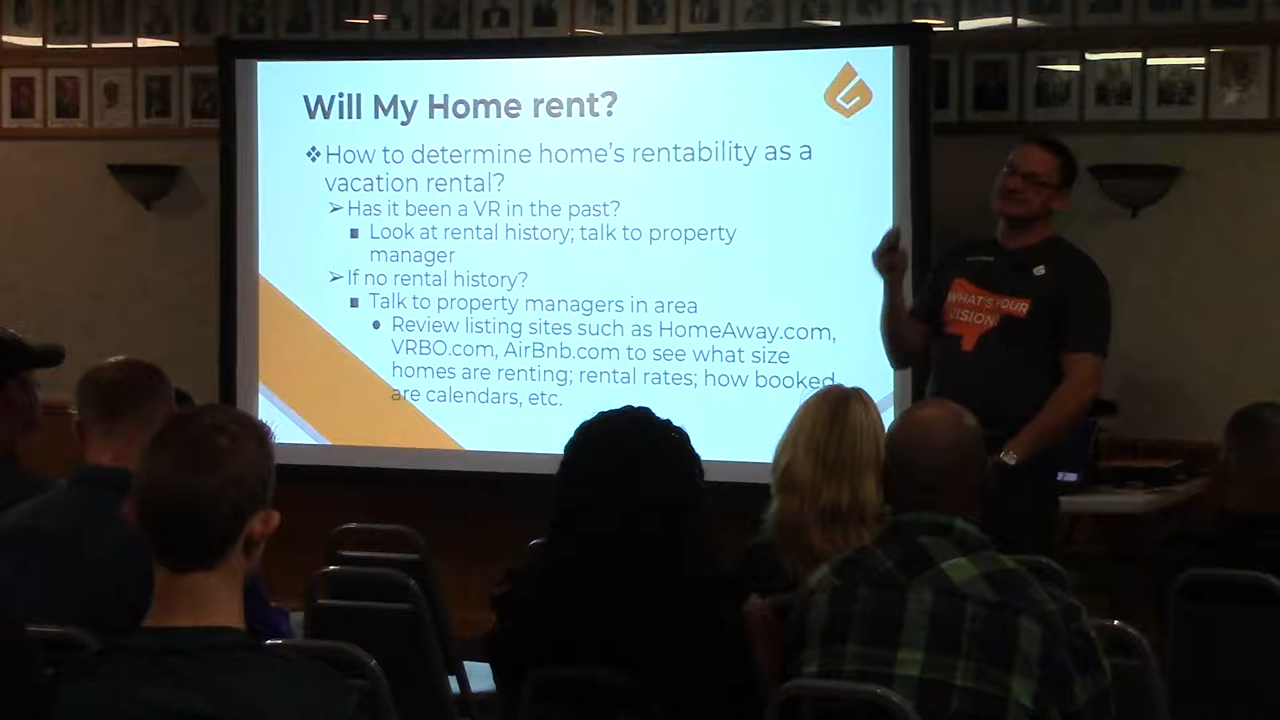 Will My Home rent?
❖How to determine home's rentability as a
vacation rental?
➢Has it been a VR in the past?
▪ Look at rental history; talk to property
manager
➢If no rental history?
▪ Talk to property managers in area
• Review listing sites such as HomeAway.com,
VRBO.com, AirBnb.com to see what size
homes are renting; rental rates; how booked
are calendars, etc.
WHAT'S YOUR
VISION?